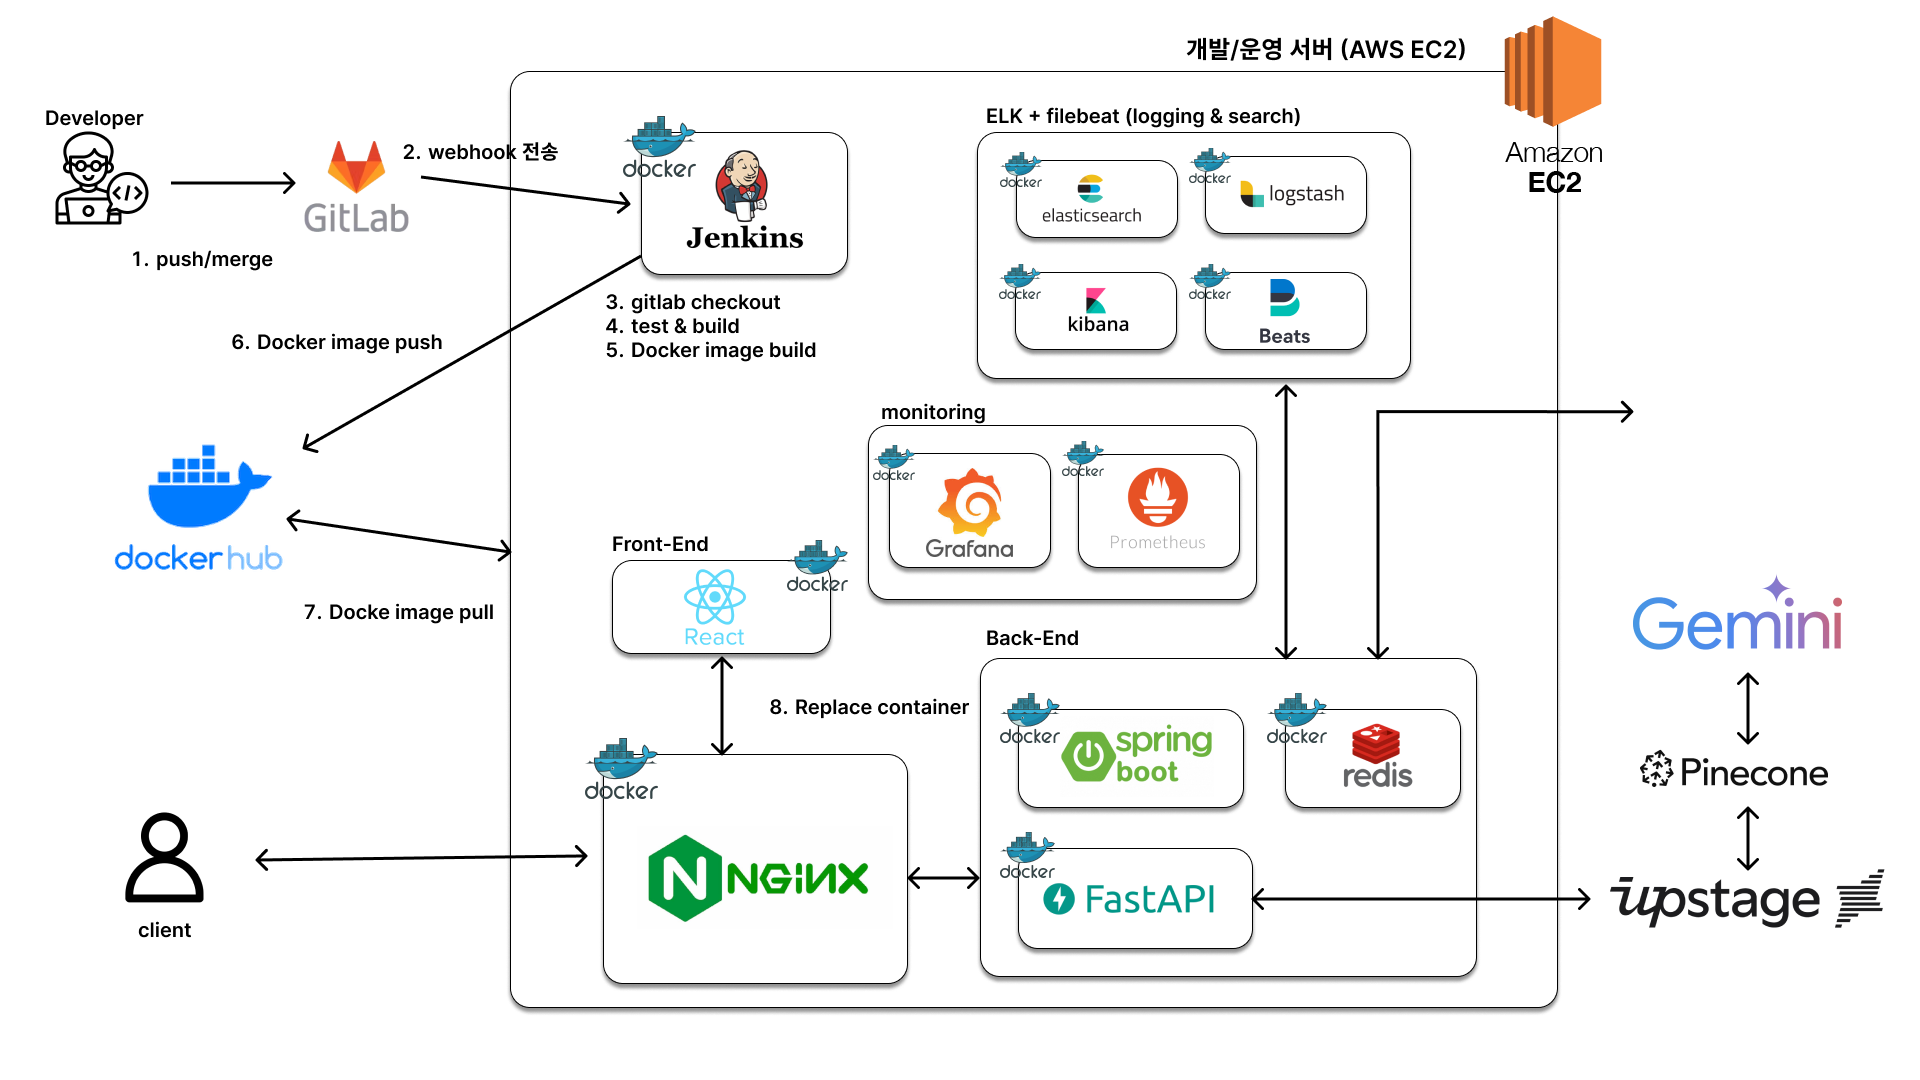 개발/운영 서버 (AWS EC2)
Amazon
EC2
Developer
GitLab
1. push/merge
2. webhook 전송
docker
Jenkins
3. gitlab checkout
4. test & build
5. Docker image build
6. Docker image push
docker hub
7. Docke image pull
ELK + filebeat (logging & search)
docker
elasticsearch
docker
logstash
docker
kibana
docker
Beats
monitoring
docker
Grafana
docker
Prometheus
Front-End
docker
React
8. Replace container
docker
NGINX
client
Back-End
docker
spring
boot
docker
redis
docker
FastAPI
Gemini
Pinecone
upstage